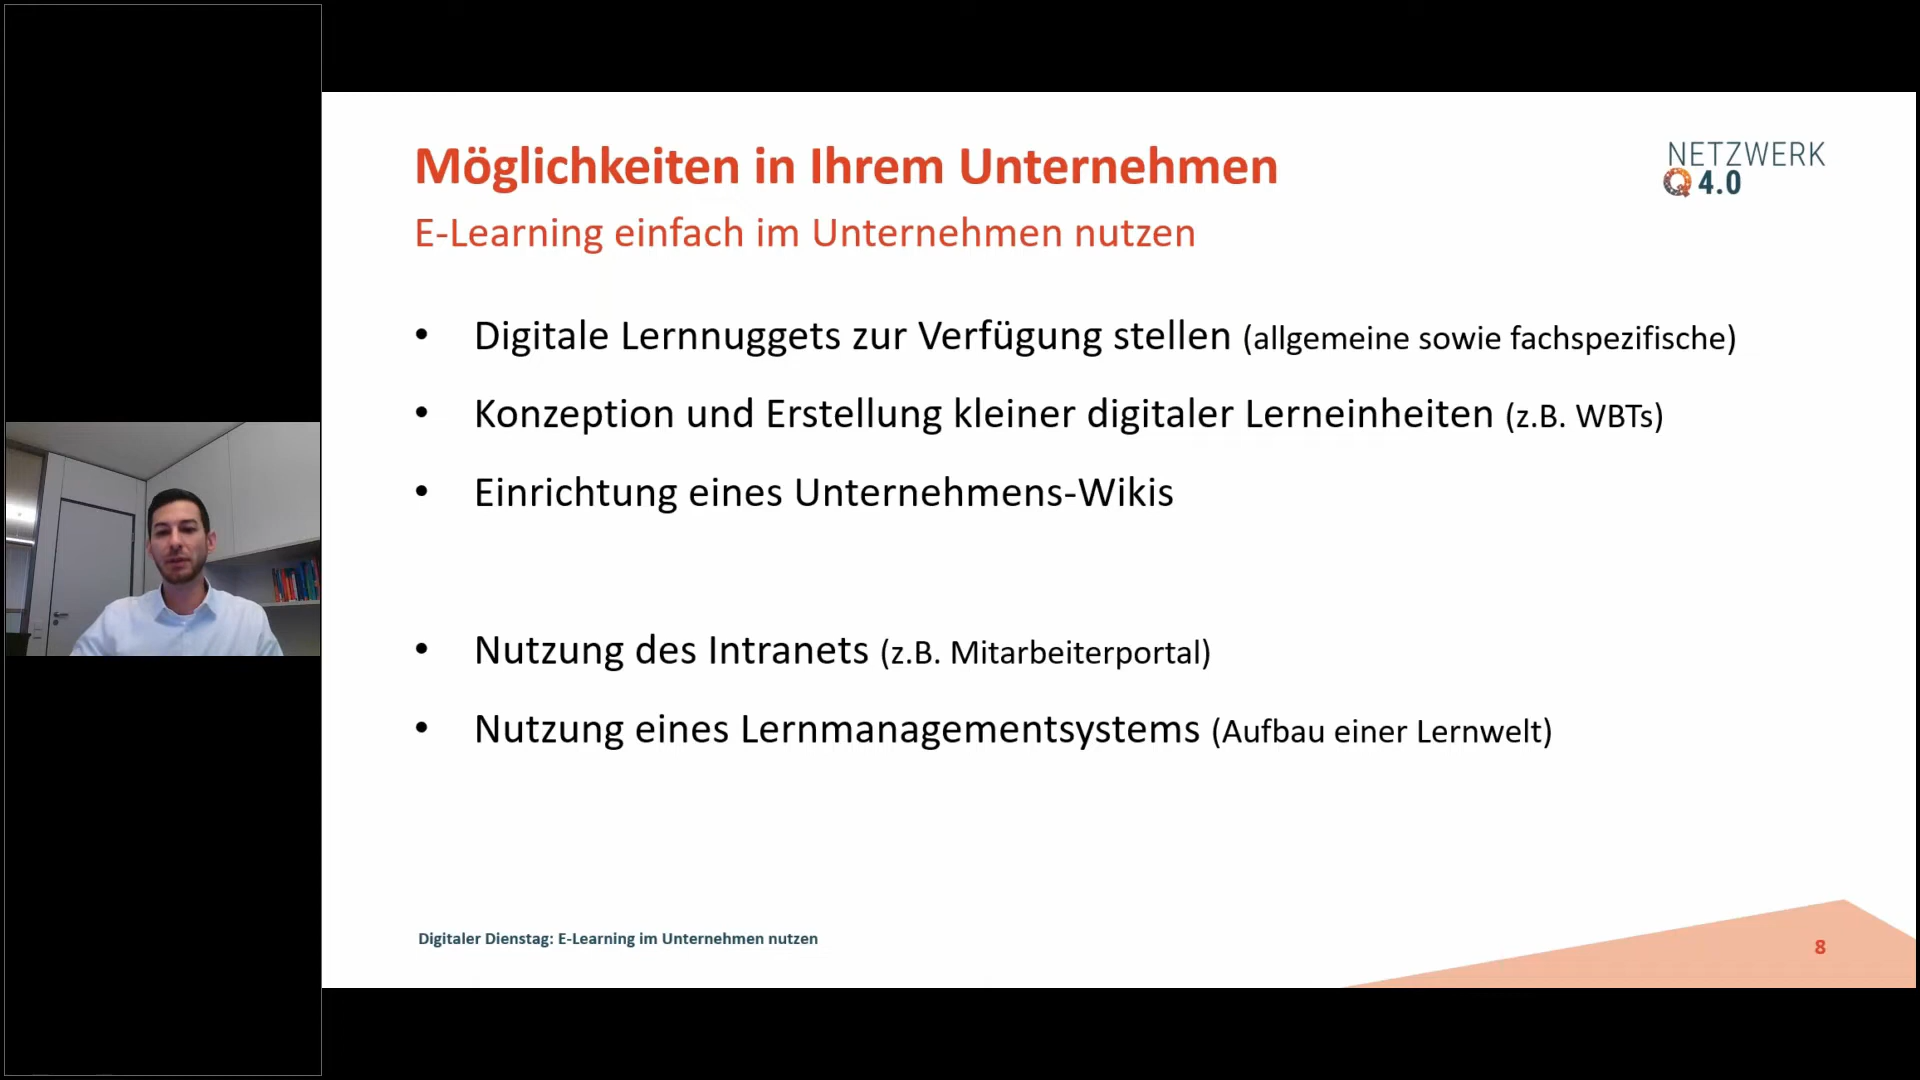 Möglichkeiten in Ihrem Unternehmen
E-Learning einfach im Unternehmen nutzen
NETZWERK
Q 4.0
• Digitale Lernnuggets zur Verfügung stellen (allgemeine sowie fachspezifische)
• Konzeption und Erstellung kleiner digitaler Lerneinheiten (z.B. WBTs)
• Einrichtung eines Unternehmens-Wikis
• Nutzung des Intranets (z.B. Mitarbeiterportal)
• Nutzung eines Lernmanagementsystems (Aufbau einer Lernwelt)
Digitaler Dienstag: E-Learning im Unternehmen nutzen
8